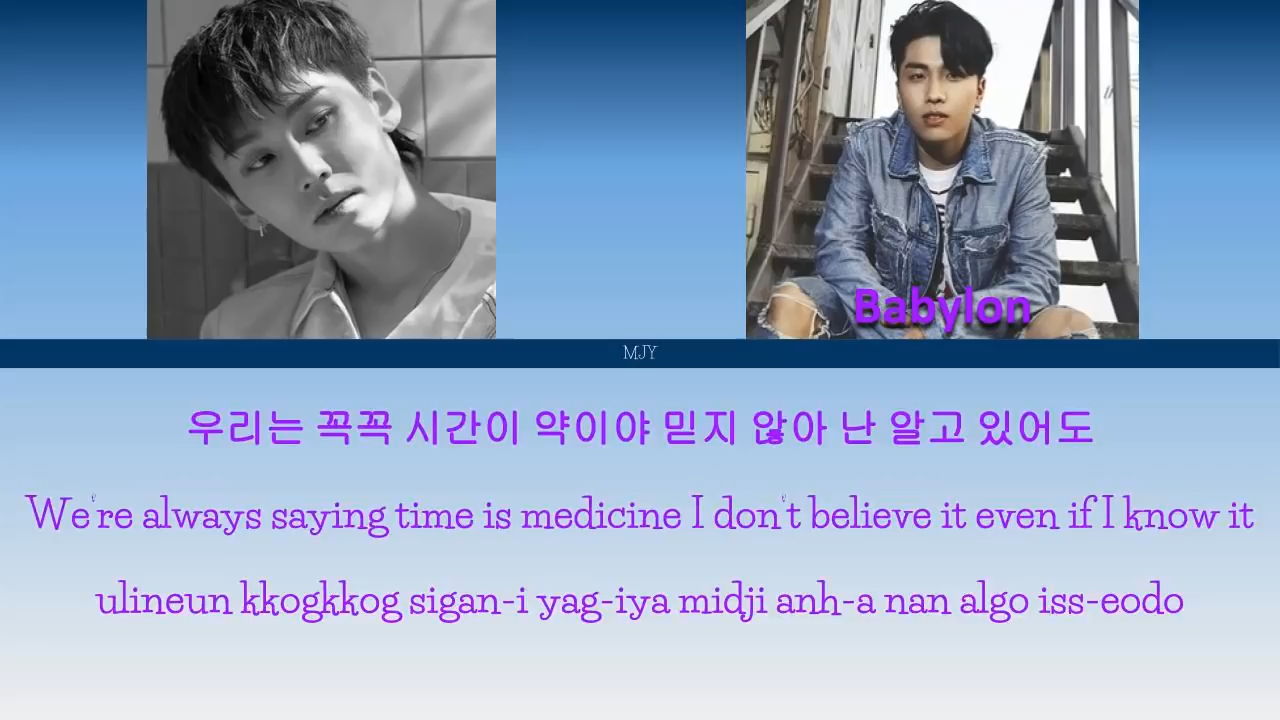 Babylon
MJY
우리는 꼭꼭 시간이 약이야 믿지 않아 난 알고 있어도
We're always saying time is medicine I don't believe it even if I know it
ulineun kkogkkog sigan-i yag-iya midji anh-a nan algo iss-eodo